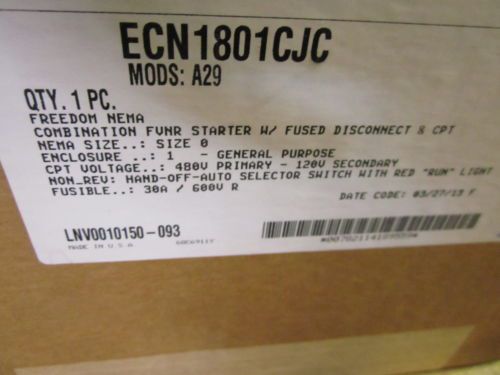 ECN1801CJC
MODS: A29
QTY. 1 PC.
FREEDOM NEMA
COMBINATION FVNR STARTER W/ FUSED DISCONNECT & CPT
NEMA SIZE..: SIZE 0
ENCLOSURE ..: 1 - GENERAL PURPOSE
CPT VOLTAGE..: 480V PRIMARY - 120V SECONDARY
NON_REV: HAND-OFF-AUTO SELECTOR SWITCH WITH RED "RUN" LIGHT
FUSIBLE..: 30A / 600V R
DATE CODE: 03/27/13 F
LNV0010150-093
MADE IN U.S.A